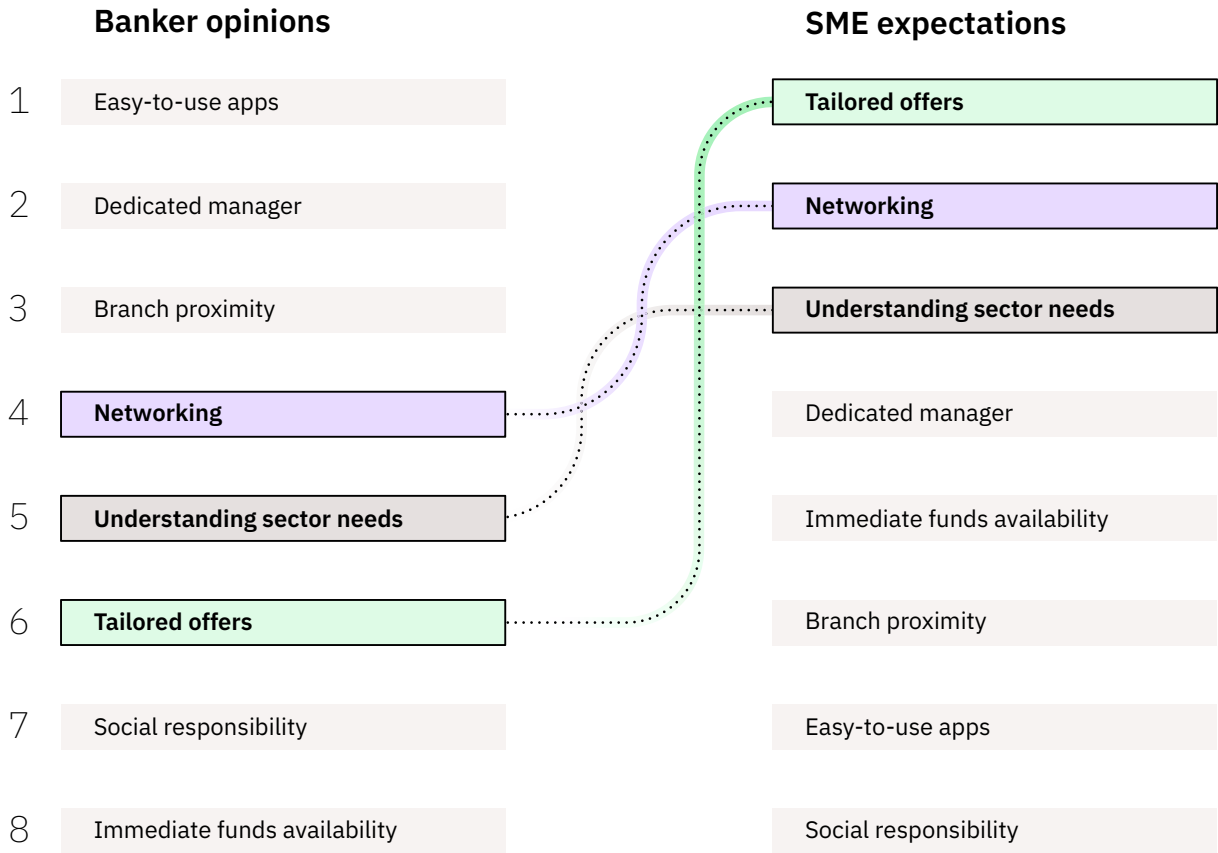 Banker opinions
SME expectations
1 Easy-to-use apps
Tailored offers
2 Dedicated manager
Networking
3 Branch proximity
Understanding sector needs
4 Networking
Dedicated manager
5 Understanding sector needs
Immediate funds availability
6 Tailored offers
Branch proximity
7 Social responsibility
Easy-to-use apps
8 Immediate funds availability
Social responsibility